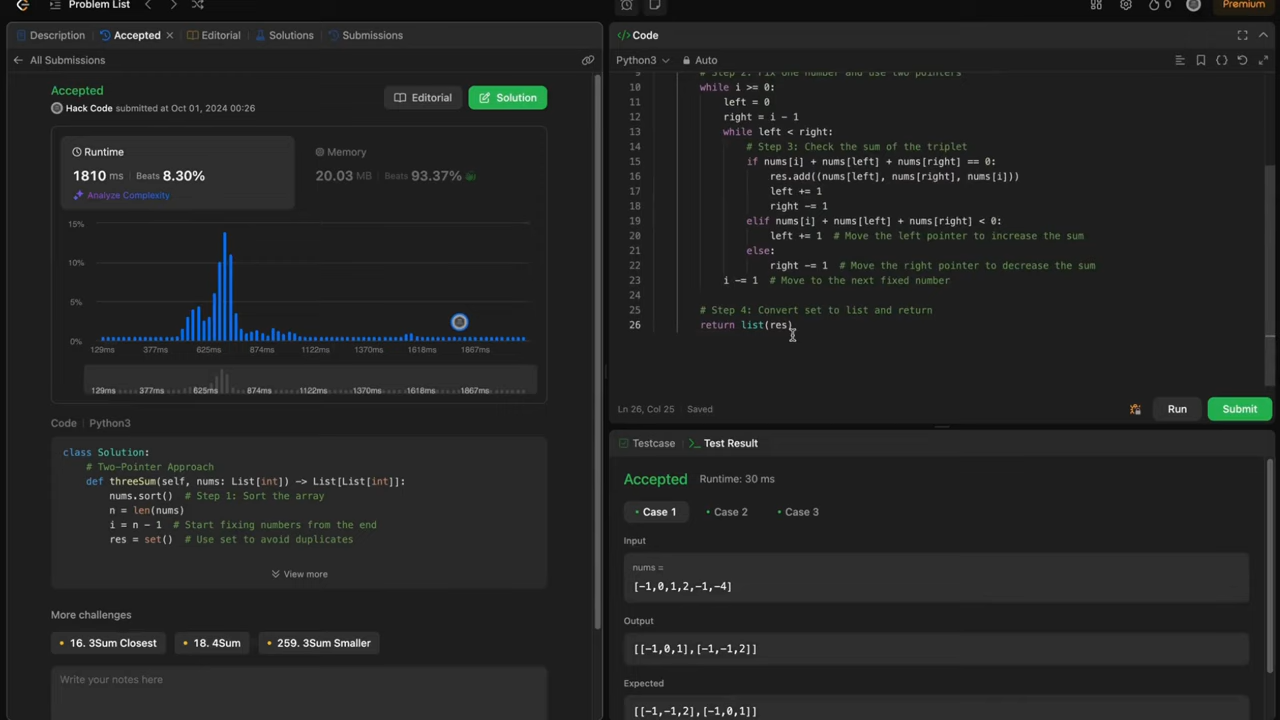 Problem List
0
Premium
Description
Accepted
Editorial
Solutions
Submissions
All Submissions
Accepted
Hack Code submitted at Oct 01, 2024 00:26
Editorial
Solution
Runtime
1810 ms | Beats 8.30%
Analyze Complexity
Memory
20.03 MB | Beats 93.37%
15%
10%
5%
0%
129ms 377ms 625ms 874ms 1122ms 1370ms 1618ms 1867ms
129ms 377ms 625ms 874ms 1122ms 1370ms 1618ms 1867ms
Code | Python3
class Solution:
# Two-Pointer Approach
def threeSum(self, nums: List[int]) -> List[List[int]]:
nums.sort() # Step 1: Sort the array
n = len(nums)
i = n - 1 # Start fixing numbers from the end
res = set() # Use set to avoid duplicates
View more
More challenges
16. 3Sum Closest
18. 4Sum
259. 3Sum Smaller
Write your notes here
</> Code
Python3
Auto
9 # Step 2: Fix one number and use two pointers
10 while i >= 0:
11 left = 0
12 right = i - 1
13 while left < right:
14 # Step 3: Check the sum of the triplet
15 if nums[i] + nums[left] + nums[right] == 0:
16 res.add((nums[left], nums[right], nums[i]))
17 left += 1
18 right -= 1
19 elif nums[i] + nums[left] + nums[right] < 0:
20 left += 1 # Move the left pointer to increase the sum
21 else:
22 right -= 1 # Move the right pointer to decrease the sum
23 i -= 1 # Move to the next fixed number
24
25 # Step 4: Convert set to list and return
26 return list(res)
Ln 26, Col 25 Saved
Run
Submit
Testcase
Test Result
Accepted Runtime: 30 ms
Case 1
Case 2
Case 3
Input
nums =
[-1,0,1,2,-1,-4]
Output
[[-1,0,1],[-1,-1,2]]
Expected
[[-1,-1,2],[-1,0,1]]